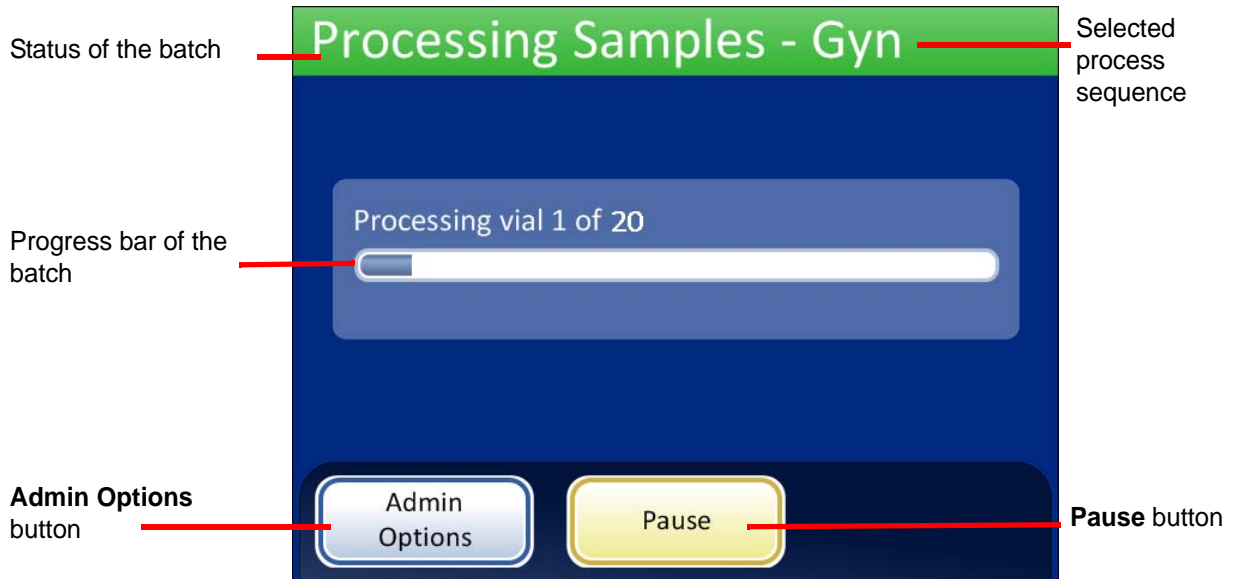 Status of the batch
Processing Samples - Gyn
Selected
process
sequence
Processing vial 1 of 20
Progress bar of the
batch
Admin Options
button
Admin
Options
Pause
Pause button